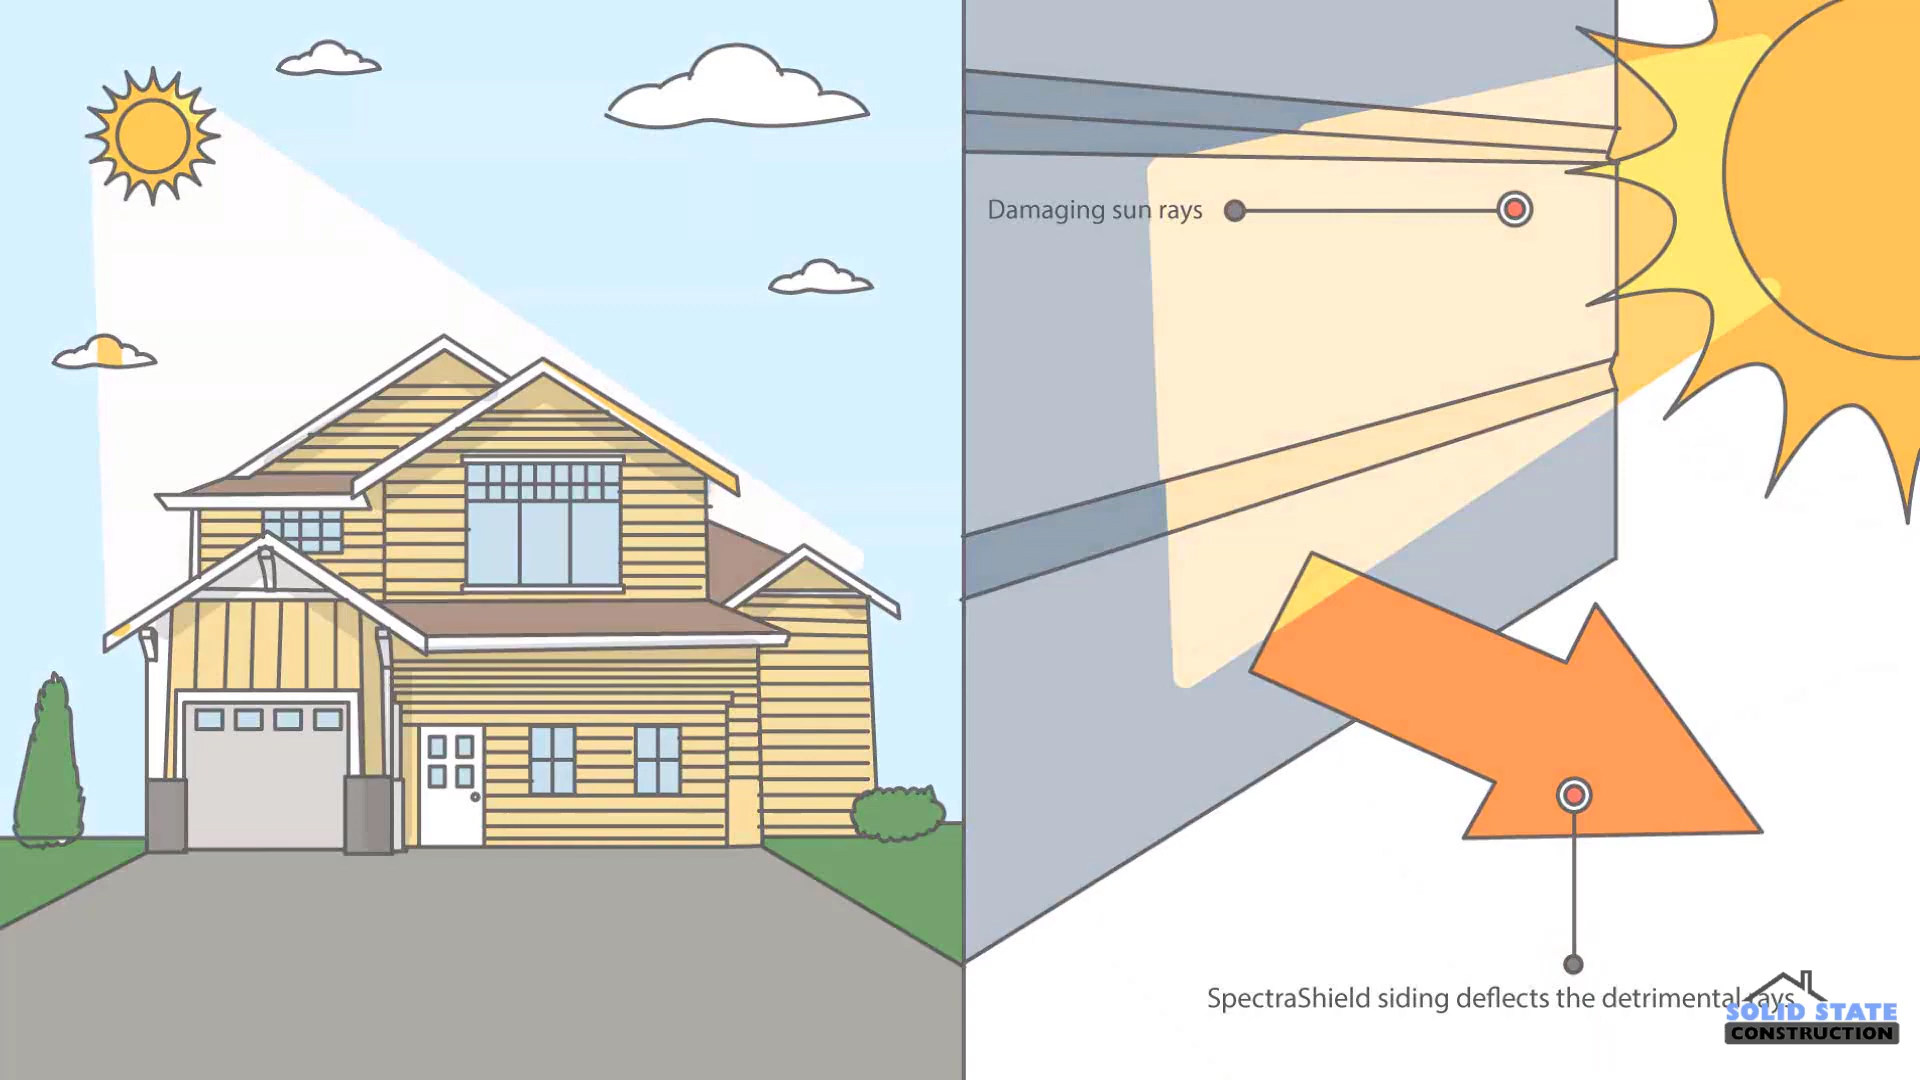 Damaging sun rays
SpectraShield siding deflects the detrimental rays
SOLID STATE
CONSTRUCTION